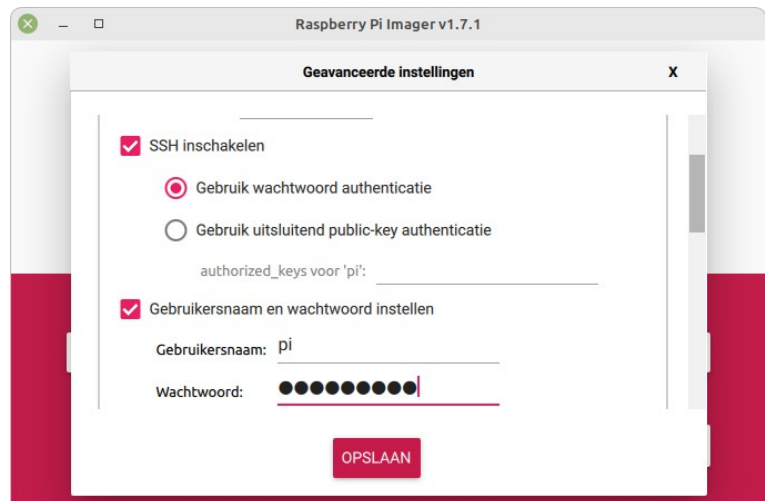 Raspberry Pi Imager v1.7.1
Geavanceerde instellingen X
SSH inschakelen
Gebruik wachtwoord authenticatie
Gebruik uitsluitend public-key authenticatie
authorized_keys voor 'pi':
Gebruikersnaam en wachtwoord instellen
Gebruikersnaam: pi
Wachtwoord: ●●●●●●●●●
OPSLAAN